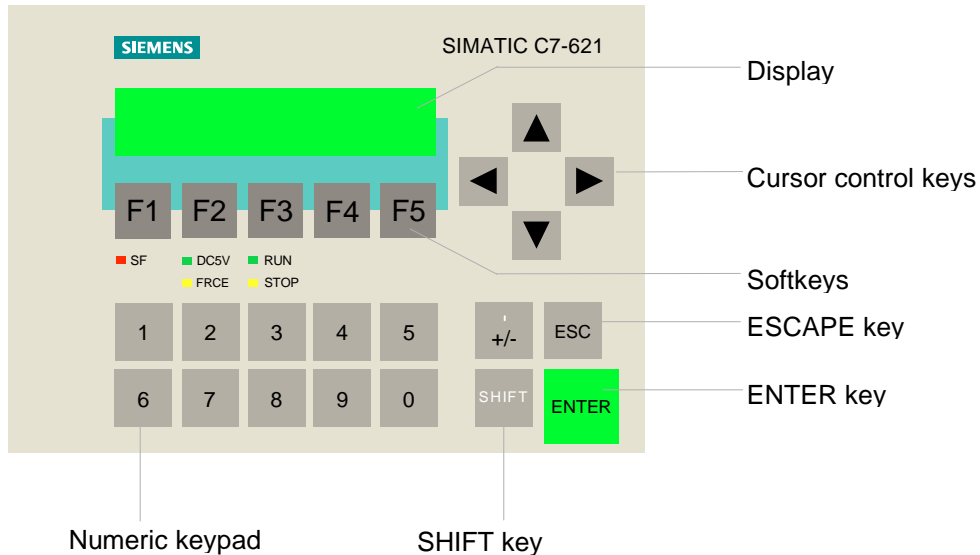 SIEMENS
SIMATIC C7-621
Display
Cursor control keys
F1 F2 F3 F4 F5
SF DC5V RUN
FRCE STOP
Softkeys
1 2 3 4 5 +/- ESC
ESCAPE key
6 7 8 9 0 SHIFT ENTER
ENTER key
Numeric keypad
SHIFT key